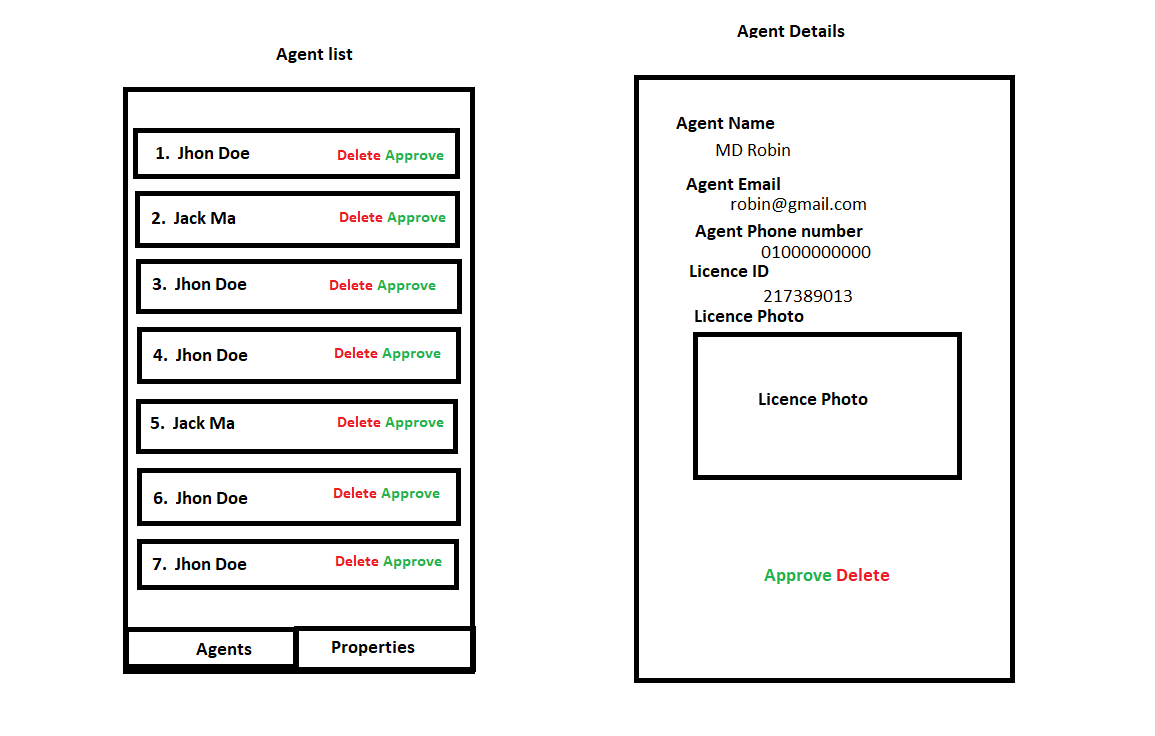 Agent list
1. Jhon Doe Delete Approve
2. Jack Ma Delete Approve
3. Jhon Doe Delete Approve
4. Jhon Doe Delete Approve
5. Jack Ma Delete Approve
6. Jhon Doe Delete Approve
7. Jhon Doe Delete Approve
Agents Properties
Agent Details
Agent Name
MD Robin
Agent Email
robin@gmail.com
Agent Phone number
01000000000
Licence ID
217389013
Licence Photo
Licence Photo
Approve Delete